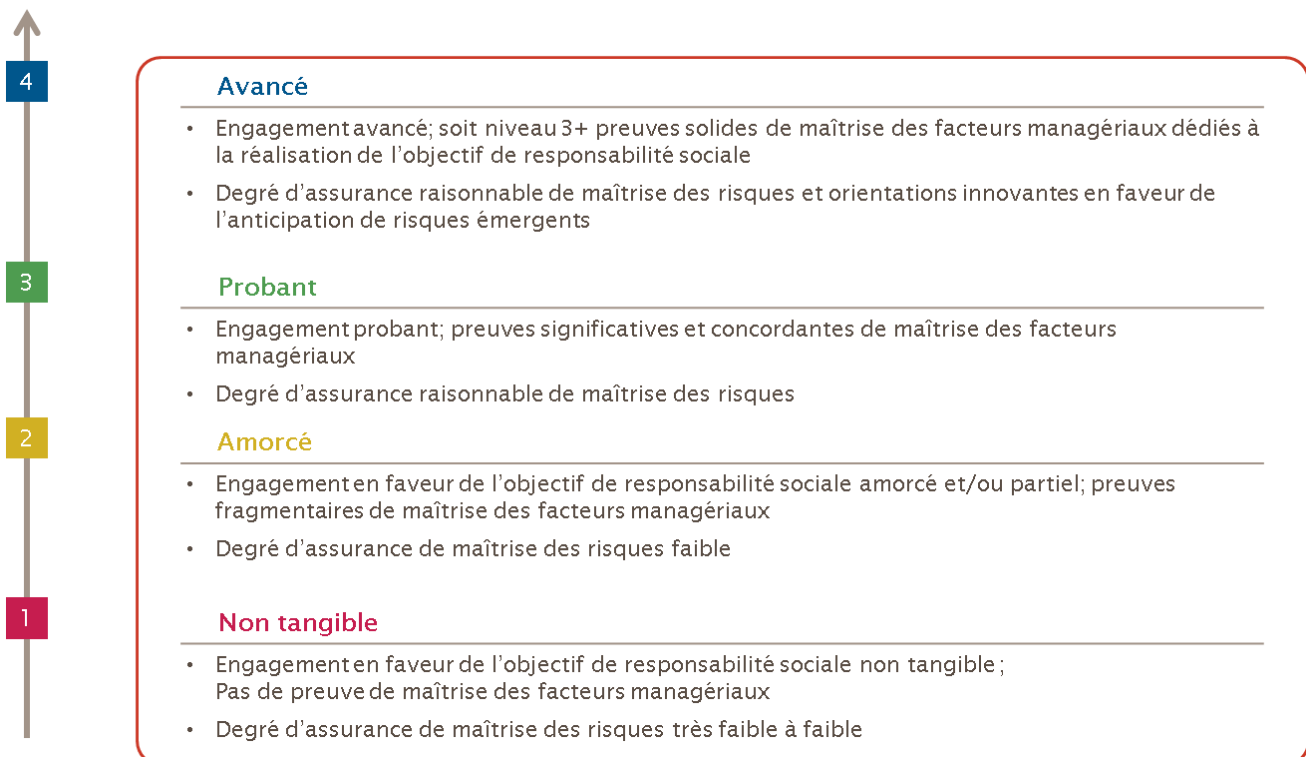 4
Avancé
• Engagement avancé; soit niveau 3+ preuves solides de maîtrise des facteurs managériaux dédiés à
la réalisation de l'objectif de responsabilité sociale
• Degré d'assurance raisonnable de maîtrise des risques et orientations innovantes en faveur de
l'anticipation de risques émergents
3
Probant
• Engagement probant; preuves significatives et concordantes de maîtrise des facteurs
managériaux
• Degré d'assurance raisonnable de maîtrise des risques
2
Amorcé
• Engagement en faveur de l'objectif de responsabilité sociale amorcé et/ou partiel; preuves
fragmentaires de maîtrise des facteurs managériaux
• Degré d'assurance de maîtrise des risques faible
1
Non tangible
• Engagement en faveur de l'objectif de responsabilité sociale non tangible ;
Pas de preuve de maîtrise des facteurs managériaux
• Degré d'assurance de maîtrise des risques très faible à faible